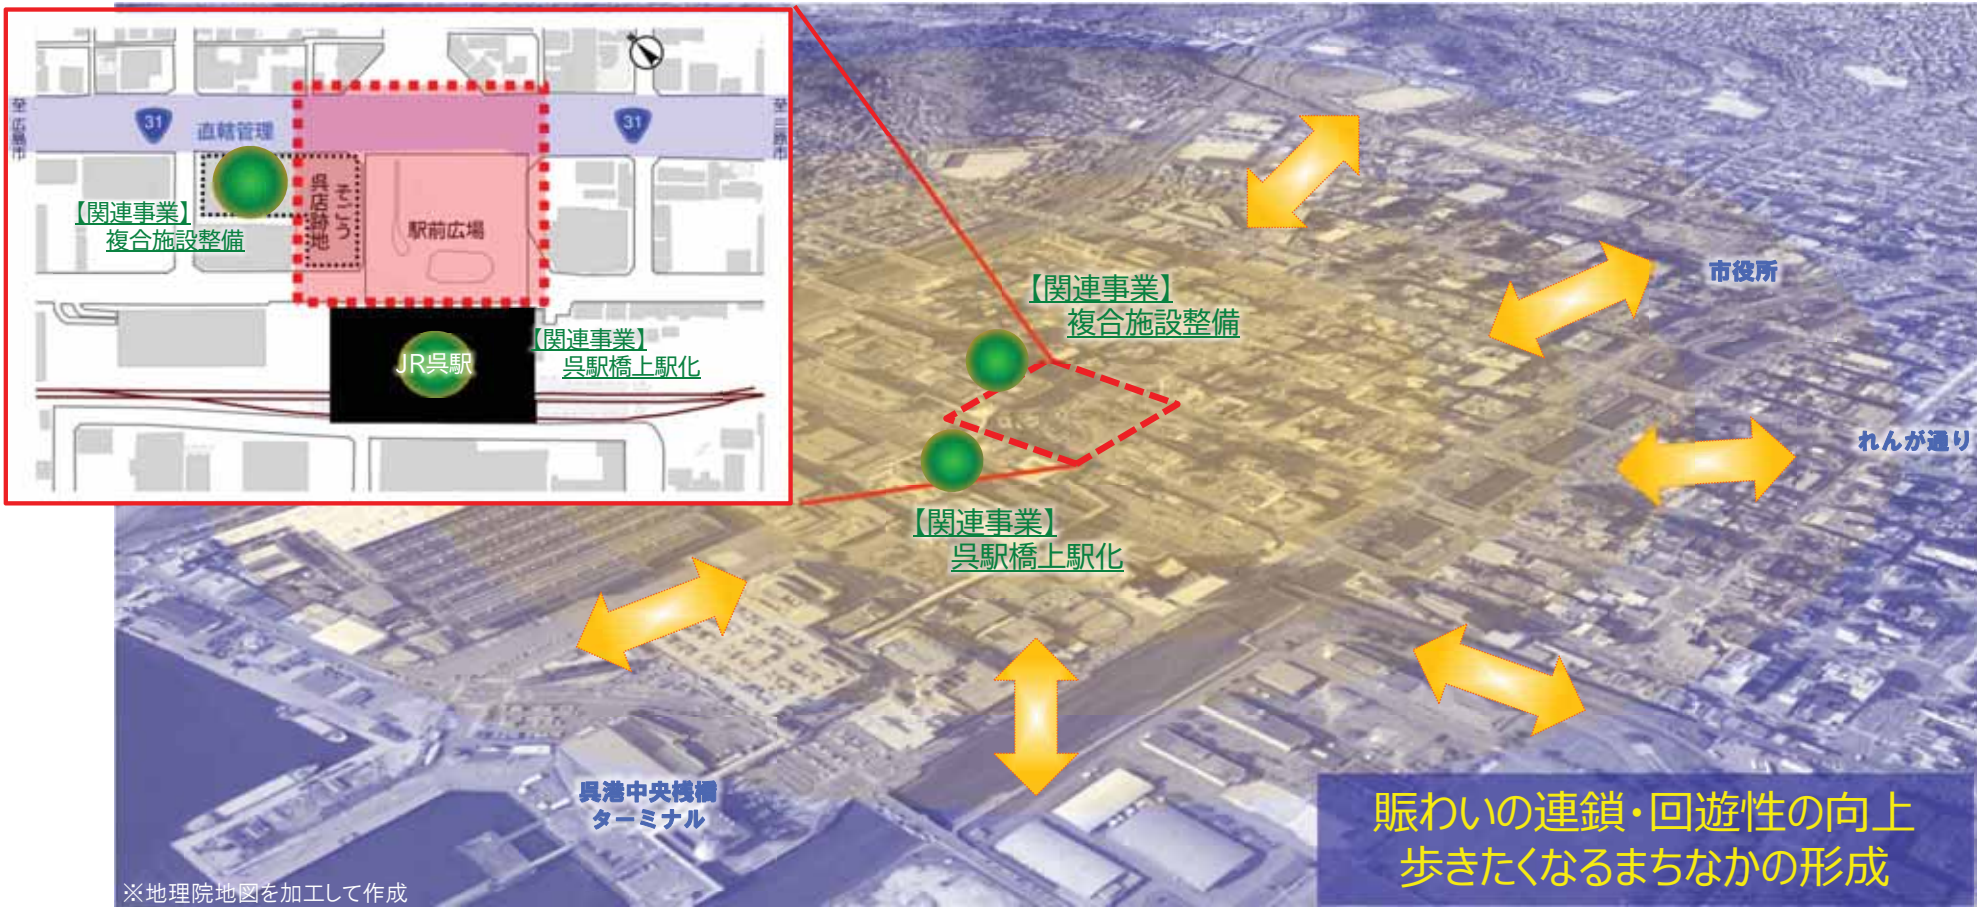 至広島市
31
直轄管理
31
至三原市
【関連事業】
複合施設整備
そごう
呉店跡地
駅前広場
JR呉駅
【関連事業】
呉駅橋上駅化
【関連事業】
複合施設整備
【関連事業】
呉駅橋上駅化
市役所
れんが通り
呉港中央桟橋
ターミナル
賑わいの連鎖・回遊性の向上
歩きたくなるまちなかの形成
※地理院地図を加工して作成